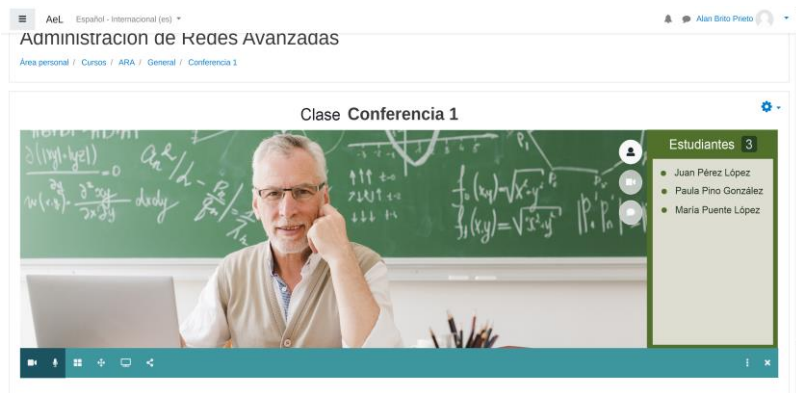 AeL Español - Internacional (es) Alan Brito Prieto
Administración de Redes Avanzadas
Área personal / Cursos / ARA / General / Conferencia 1
Clase Conferencia 1
Estudiantes 3
Juan Pérez López
Paula Pino González
María Puente López